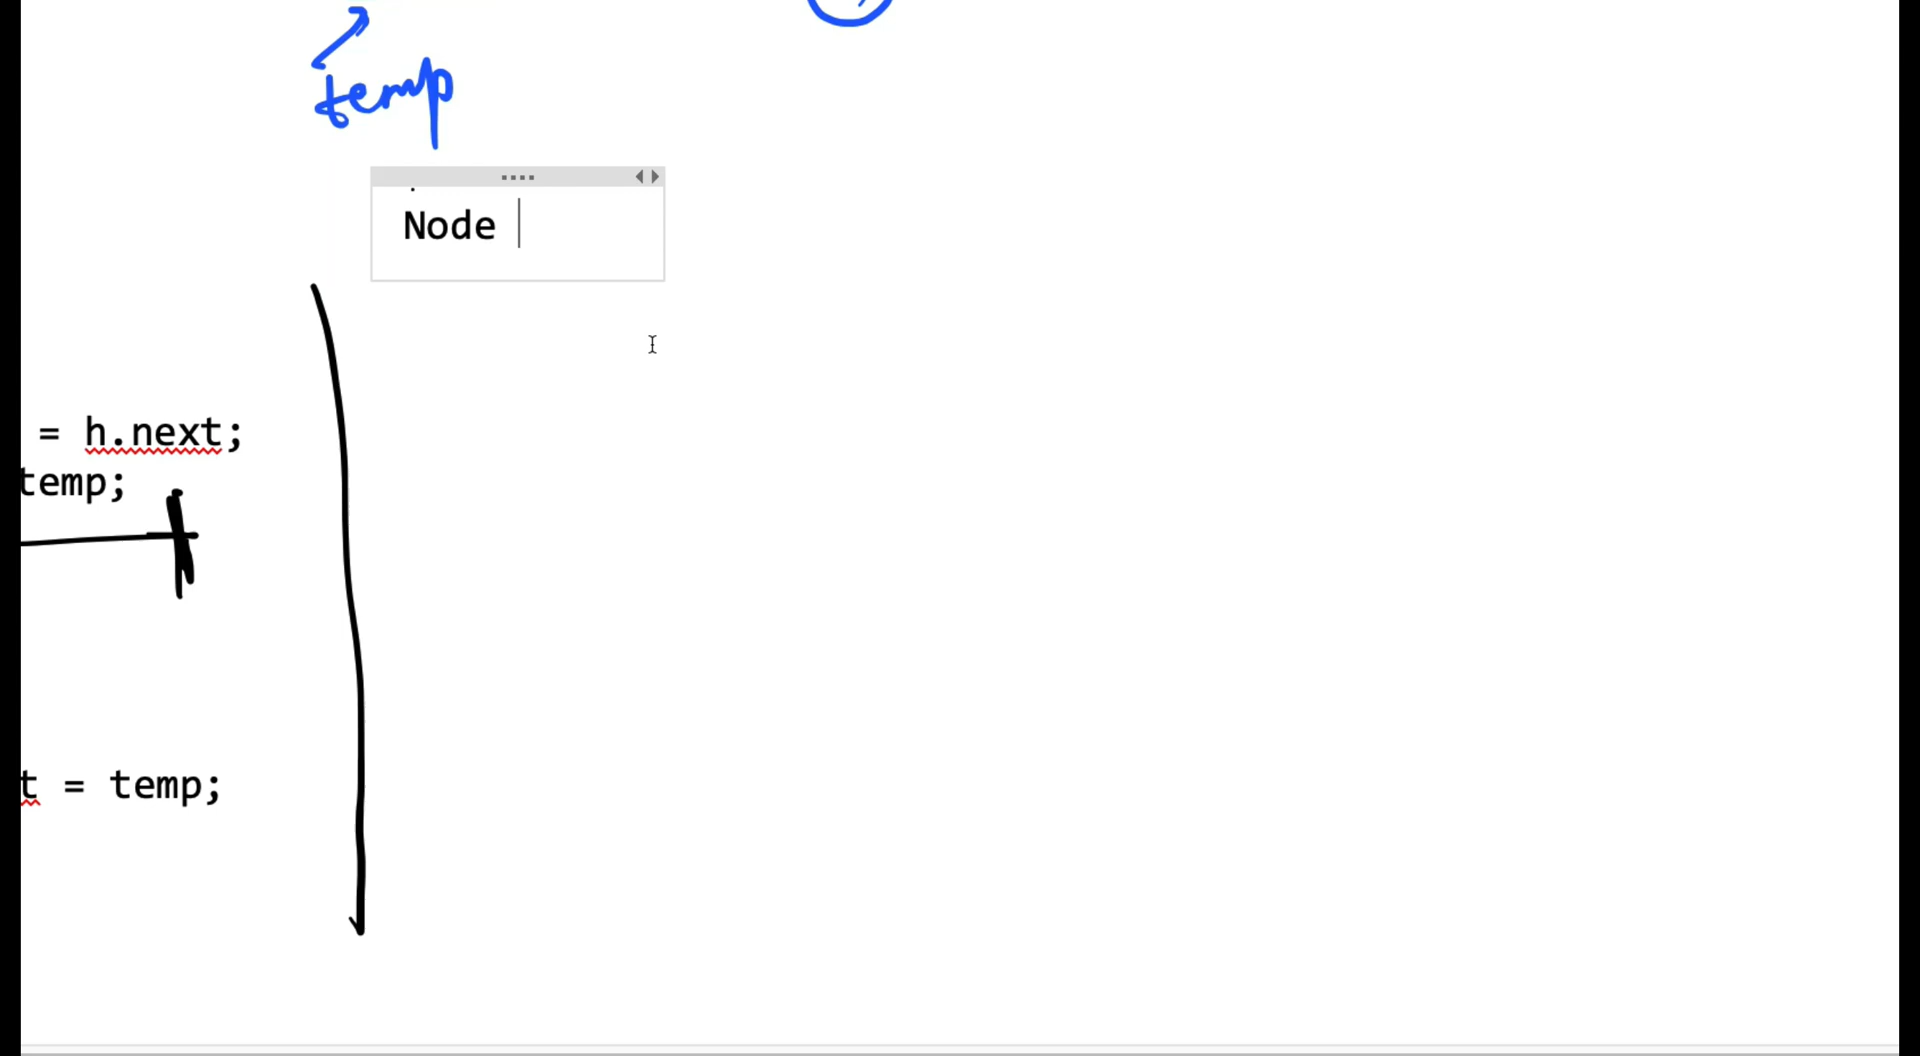 temp
Node
= h.next;
temp;
t = temp;